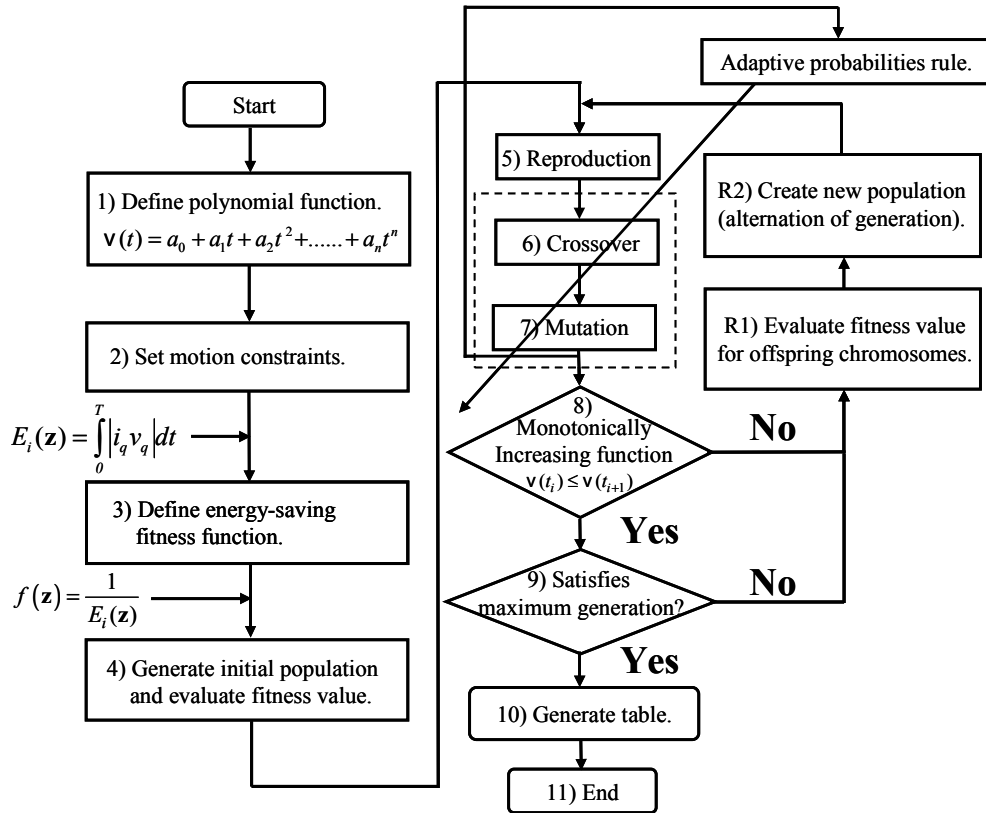 Start
1) Define polynomial function.
v(t) = a₀ + a₁t + a₂t² +......+ aₙtⁿ
2) Set motion constraints.
Eᵢ(z) = ∫₀ᵀ |i_q v_q| dt
3) Define energy-saving
fitness function.
f(z) = 1 / Eᵢ(z)
4) Generate initial population
and evaluate fitness value.
Adaptive probabilities rule.
5) Reproduction
6) Crossover
7) Mutation
R2) Create new population
(alternation of generation).
R1) Evaluate fitness value
for offspring chromosomes.
8)
Monotonically
Increasing function
v(tᵢ) ≤ v(tᵢ₊₁)
No
Yes
9) Satisfies
maximum generation?
No
Yes
10) Generate table.
11) End